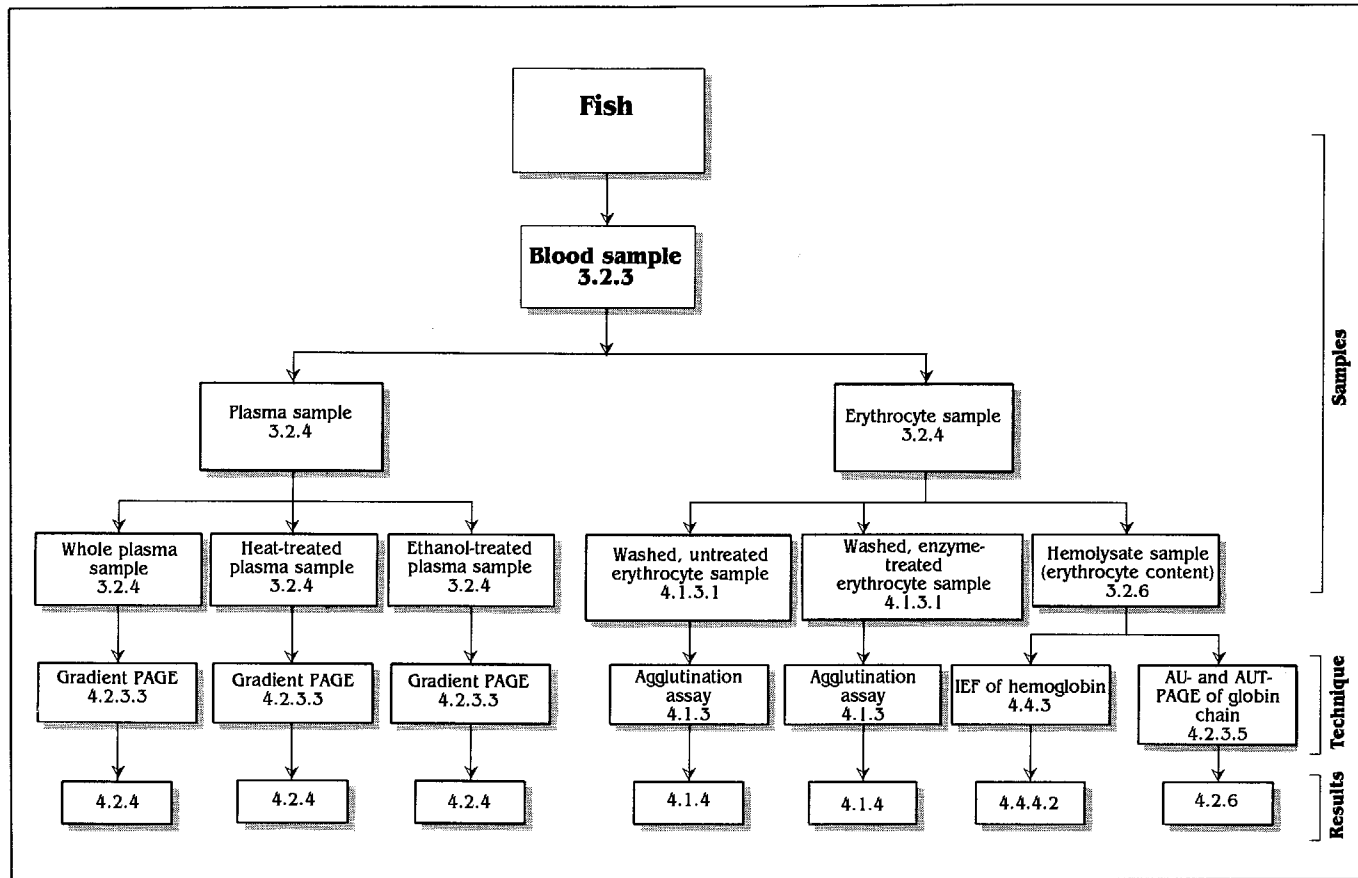 Fish
Blood sample
3.2.3
Plasma sample
3.2.4
Erythrocyte sample
3.2.4
Whole plasma
sample
3.2.4
Heat-treated
plasma sample
3.2.4
Ethanol-treated
plasma sample
3.2.4
Washed, untreated
erythrocyte sample
4.1.3.1
Washed, enzyme-
treated
erythrocyte sample
4.1.3.1
Hemolysate sample
(erythrocyte content)
3.2.6
Samples
Gradient PAGE
4.2.3.3
Gradient PAGE
4.2.3.3
Gradient PAGE
4.2.3.3
Agglutination
assay
4.1.3
Agglutination
assay
4.1.3
IEF of hemoglobin
4.4.3
AU- and AUT-
PAGE of globin
chain
4.2.3.5
Technique
4.2.4
4.2.4
4.2.4
4.1.4
4.1.4
4.4.4.2
4.2.6
Results